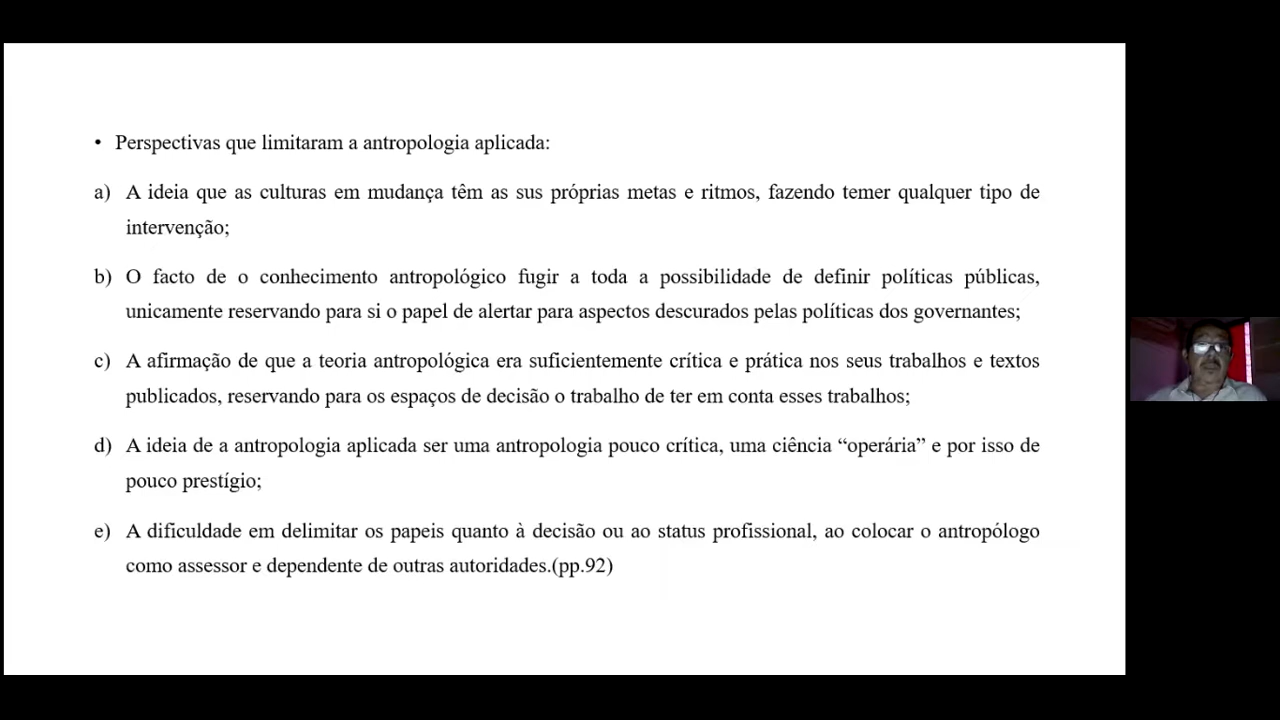 • Perspectivas que limitaram a antropologia aplicada:
a) A ideia que as culturas em mudança têm as sus próprias metas e ritmos, fazendo temer qualquer tipo de
intervenção;
b) O facto de o conhecimento antropológico fugir a toda a possibilidade de definir políticas públicas,
unicamente reservando para si o papel de alertar para aspectos descurados pelas políticas dos governantes;
c) A afirmação de que a teoria antropológica era suficientemente crítica e prática nos seus trabalhos e textos
publicados, reservando para os espaços de decisão o trabalho de ter em conta esses trabalhos;
d) A ideia de a antropologia aplicada ser uma antropologia pouco crítica, uma ciência “operária” e por isso de
pouco prestígio;
e) A dificuldade em delimitar os papeis quanto à decisão ou ao status profissional, ao colocar o antropólogo
como assessor e dependente de outras autoridades.(pp.92)